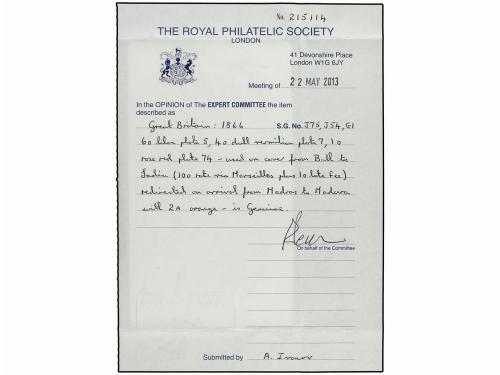 No 215114
THE ROYAL PHILATELIC SOCIETY
LONDON
41 Devonshire Place
London W1G 6JY
Meeting of 22 MAY 2013
In the OPINION of The EXPERT COMMITTEE the item
described as
Great Britain: 1866 S.G. No. J75, J54, G1
6D lilac plate 5, 4D dull vermilion plate 7, 1D
rose red plate 74 - used on cover from Bull to
India (10D rate via Marseilles plus 1D late fee)
redirected on arrival from Madras to Madura
with 2A orange - is Genuine.
On behalf of the Committee
Submitted by A. Ivanov